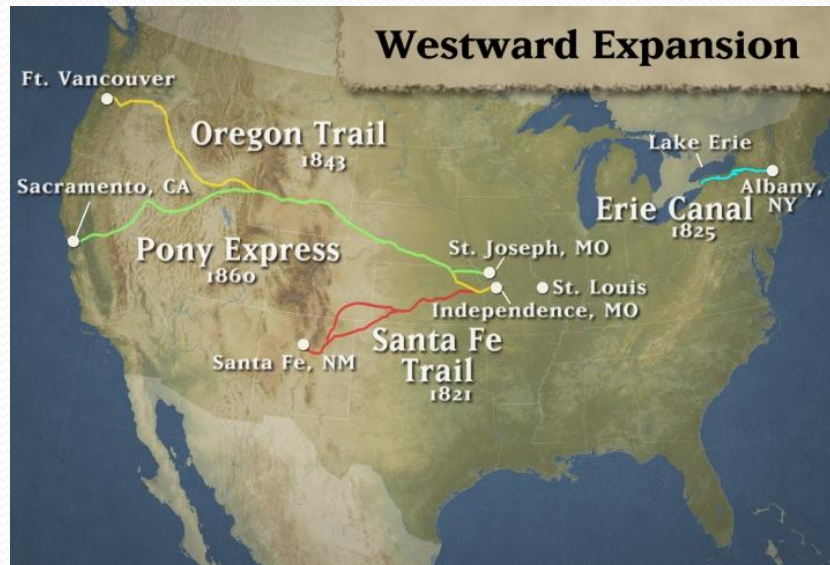 Westward Expansion
Ft. Vancouver
Oregon Trail
1843
Lake Erie
Sacramento, CA
Albany,
NY
Erie Canal
1825
Pony Express
1860
St. Joseph, MO
St. Louis
Independence, MO
Santa Fe, NM
Santa Fe
Trail
1821